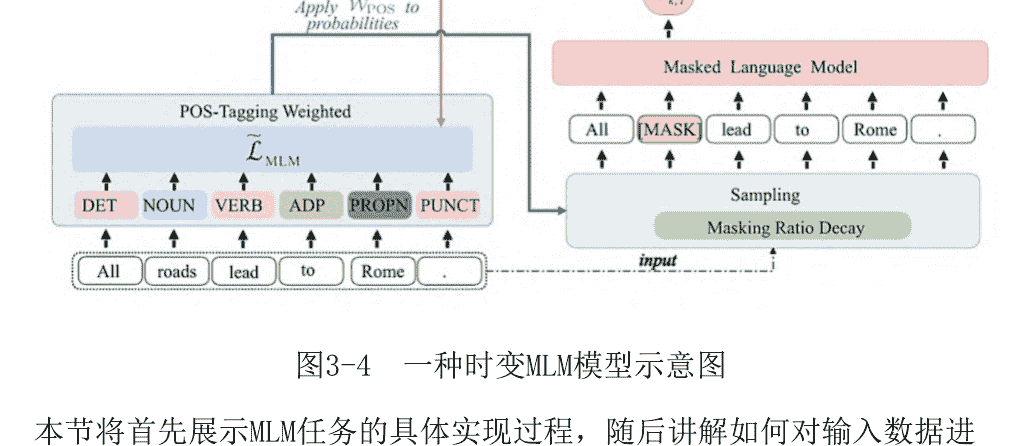 k,i
Apply WPOS to
probabilities
Masked Language Model
POS-Tagging Weighted
All [MASK] lead to Rome .
L̃MLM
Sampling
DET NOUN VERB ADP PROPN PUNCT
Masking Ratio Decay
All roads lead to Rome .
input
图3-4 一种时变MLM模型示意图
本节将首先展示MLM任务的具体实现过程，随后讲解如何对输入数据进